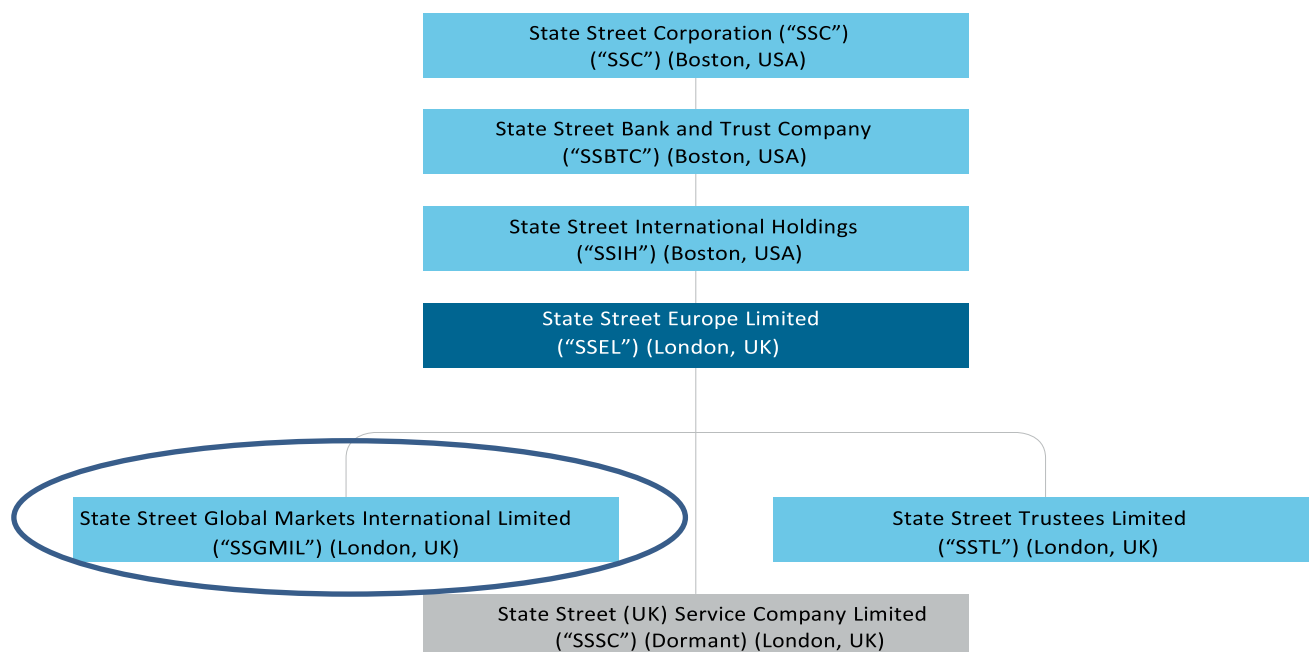 State Street Corporation (“SSC”)
(“SSC”) (Boston, USA)
State Street Bank and Trust Company
(“SSBTC”) (Boston, USA)
State Street International Holdings
(“SSIH”) (Boston, USA)
State Street Europe Limited
(“SSEL”) (London, UK)
State Street Global Markets International Limited
(“SSGMIL”) (London, UK)
State Street Trustees Limited
(“SSTL”) (London, UK)
State Street (UK) Service Company Limited
(“SSSC”) (Dormant) (London, UK)